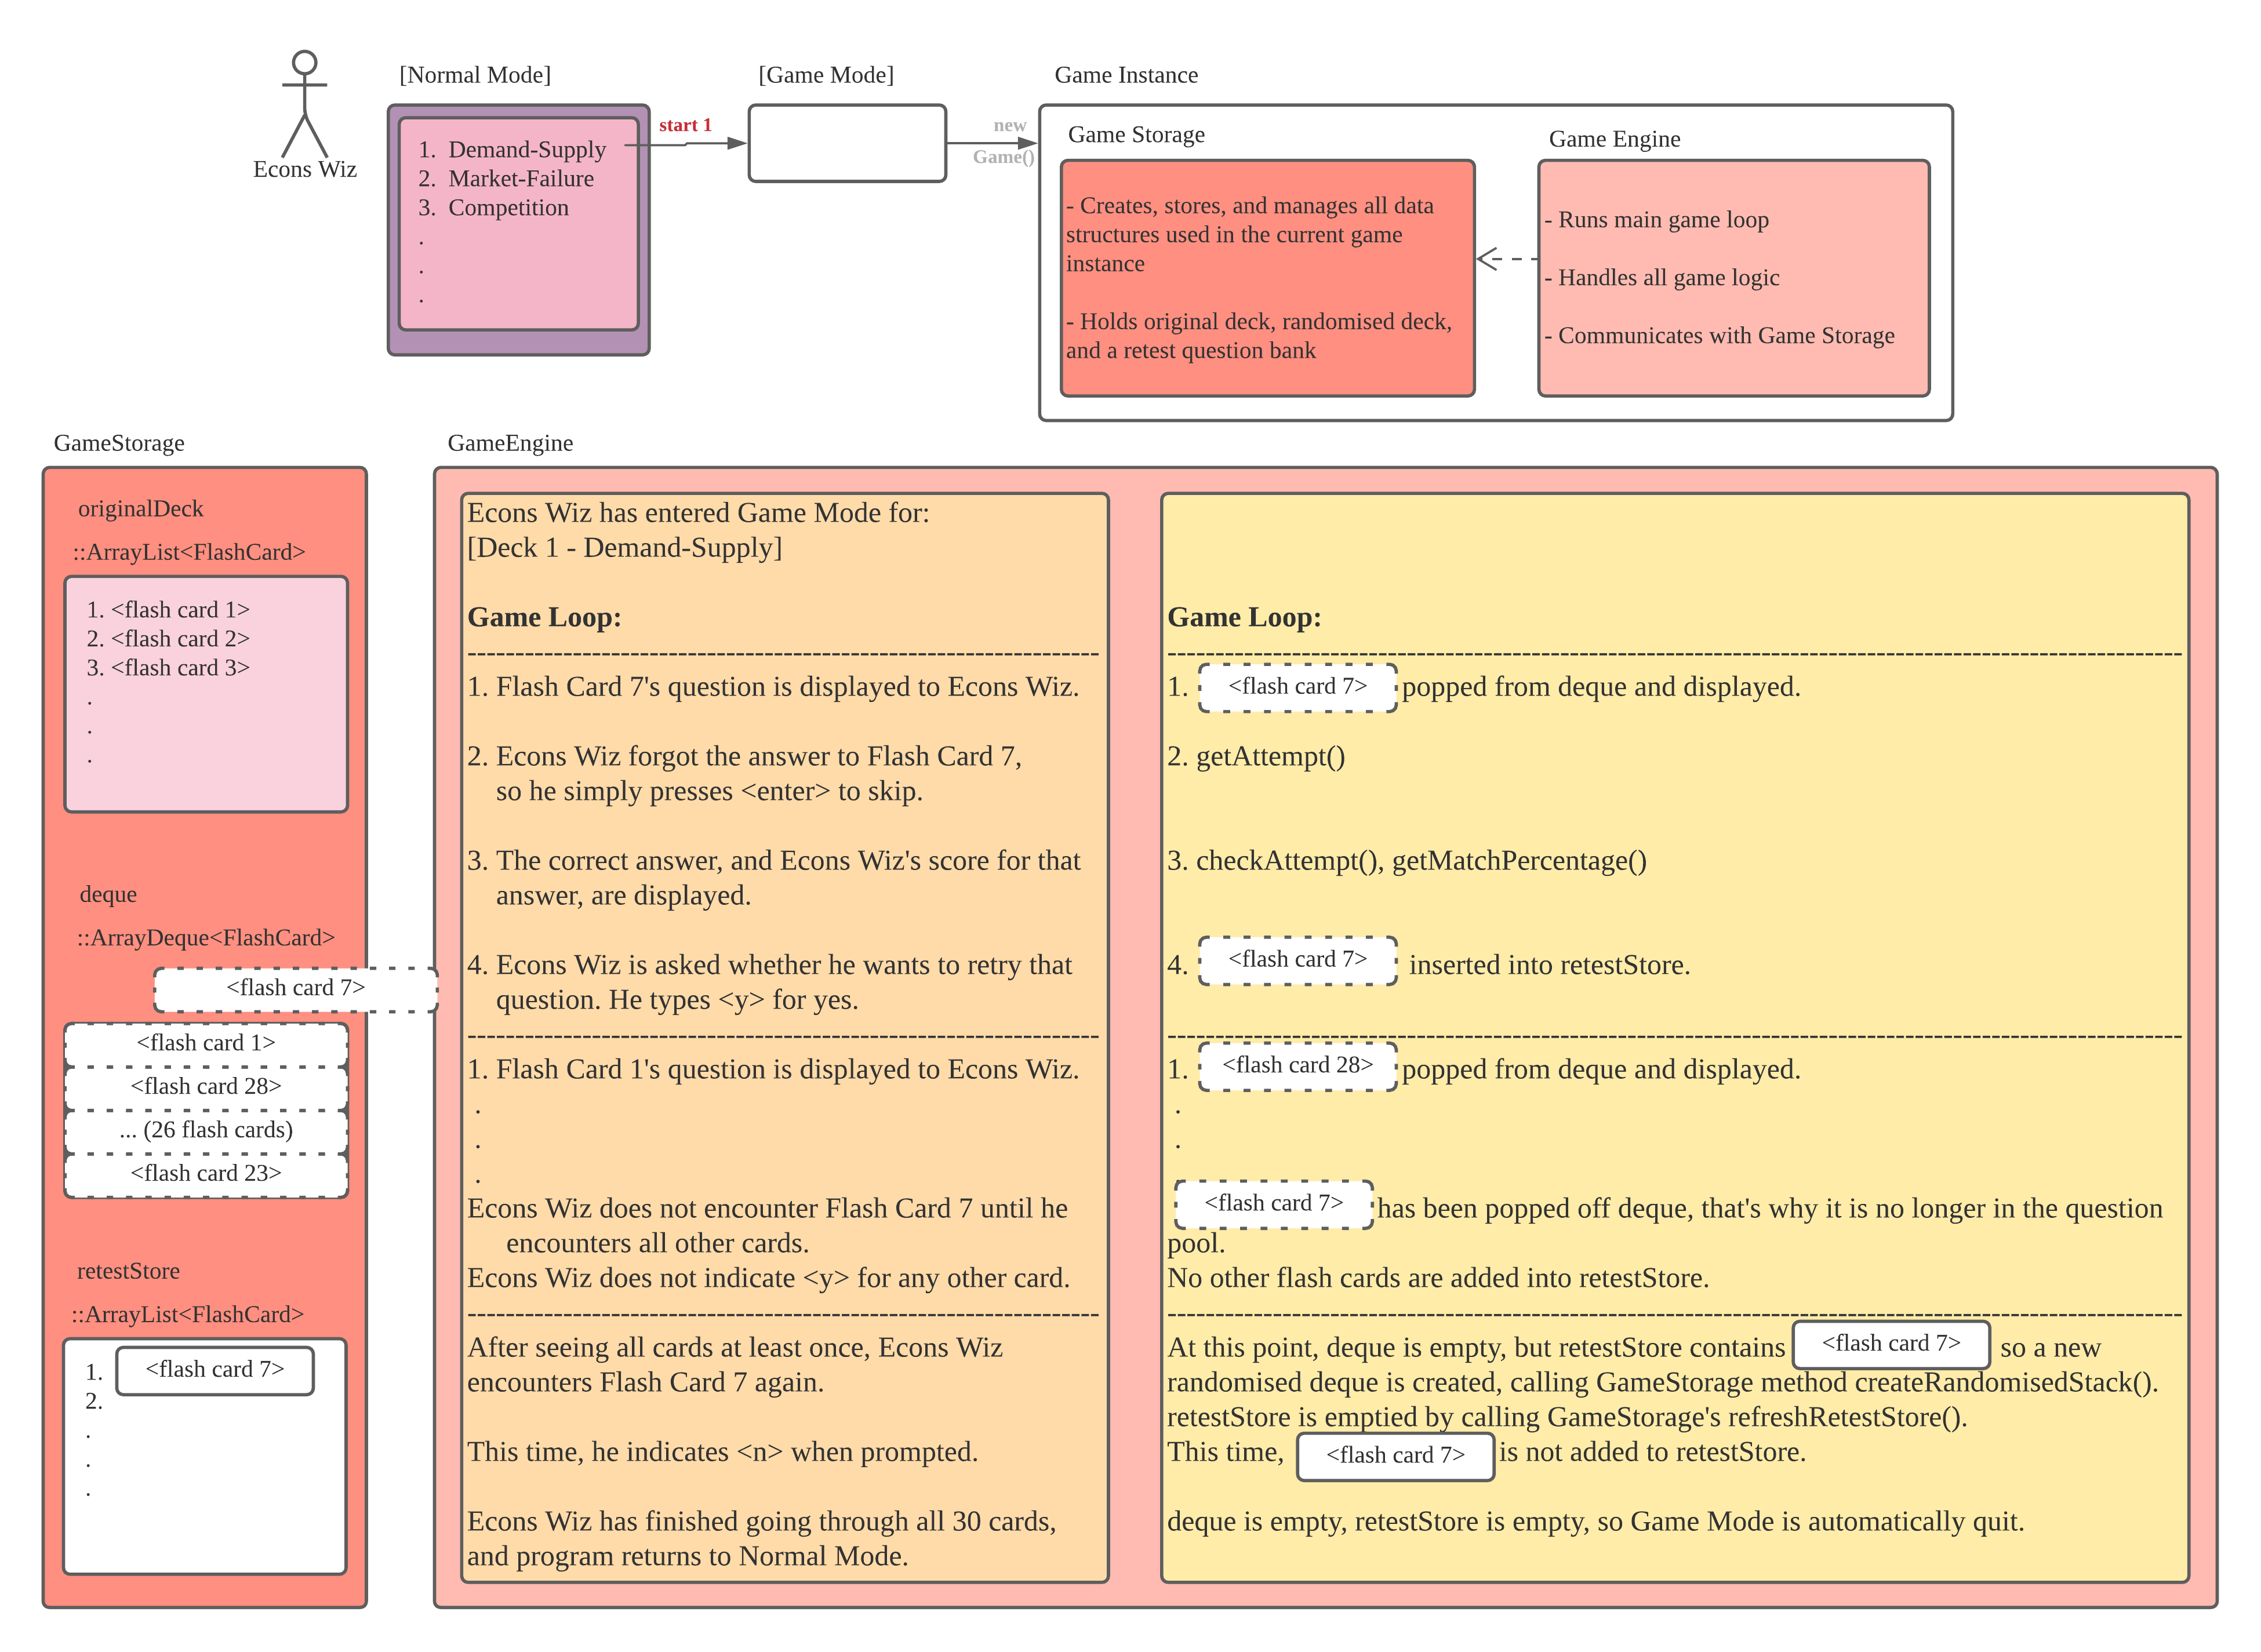 Econs Wiz
[Normal Mode]
1. Demand-Supply
2. Market-Failure
3. Competition
.
.
.
start 1
[Game Mode]
new
Game()
Game Instance
Game Storage
- Creates, stores, and manages all data
structures used in the current game
instance
- Holds original deck, randomised deck,
and a retest question bank
Game Engine
- Runs main game loop
- Handles all game logic
- Communicates with Game Storage
GameStorage
originalDeck
::ArrayList<FlashCard>
1. <flash card 1>
2. <flash card 2>
3. <flash card 3>
.
.
.
deque
::ArrayDeque<FlashCard>
<flash card 7>
<flash card 1>
<flash card 28>
... (26 flash cards)
<flash card 23>
retestStore
::ArrayList<FlashCard>
1. <flash card 7>
2.
.
.
.
GameEngine
Econs Wiz has entered Game Mode for:
[Deck 1 - Demand-Supply]
Game Loop:
1. Flash Card 7's question is displayed to Econs Wiz.
2. Econs Wiz forgot the answer to Flash Card 7,
so he simply presses <enter> to skip.
3. The correct answer, and Econs Wiz's score for that
answer, are displayed.
4. Econs Wiz is asked whether he wants to retry that
question. He types <y> for yes.
1. Flash Card 1's question is displayed to Econs Wiz.
.
.
.
Econs Wiz does not encounter Flash Card 7 until he
encounters all other cards.
Econs Wiz does not indicate <y> for any other card.
After seeing all cards at least once, Econs Wiz
encounters Flash Card 7 again.
This time, he indicates <n> when prompted.
Econs Wiz has finished going through all 30 cards,
and program returns to Normal Mode.
Game Loop:
1. <flash card 7> popped from deque and displayed.
2. getAttempt()
3. checkAttempt(), getMatchPercentage()
4. <flash card 7> inserted into retestStore.
1. <flash card 28> popped from deque and displayed.
.
.
<flash card 7> has been popped off deque, that's why it is no longer in the question
pool.
No other flash cards are added into retestStore.
At this point, deque is empty, but retestStore contains <flash card 7> so a new
randomised deque is created, calling GameStorage method createRandomisedStack().
retestStore is emptied by calling GameStorage's refreshRetestStore().
This time, <flash card 7> is not added to retestStore.
deque is empty, retestStore is empty, so Game Mode is automatically quit.